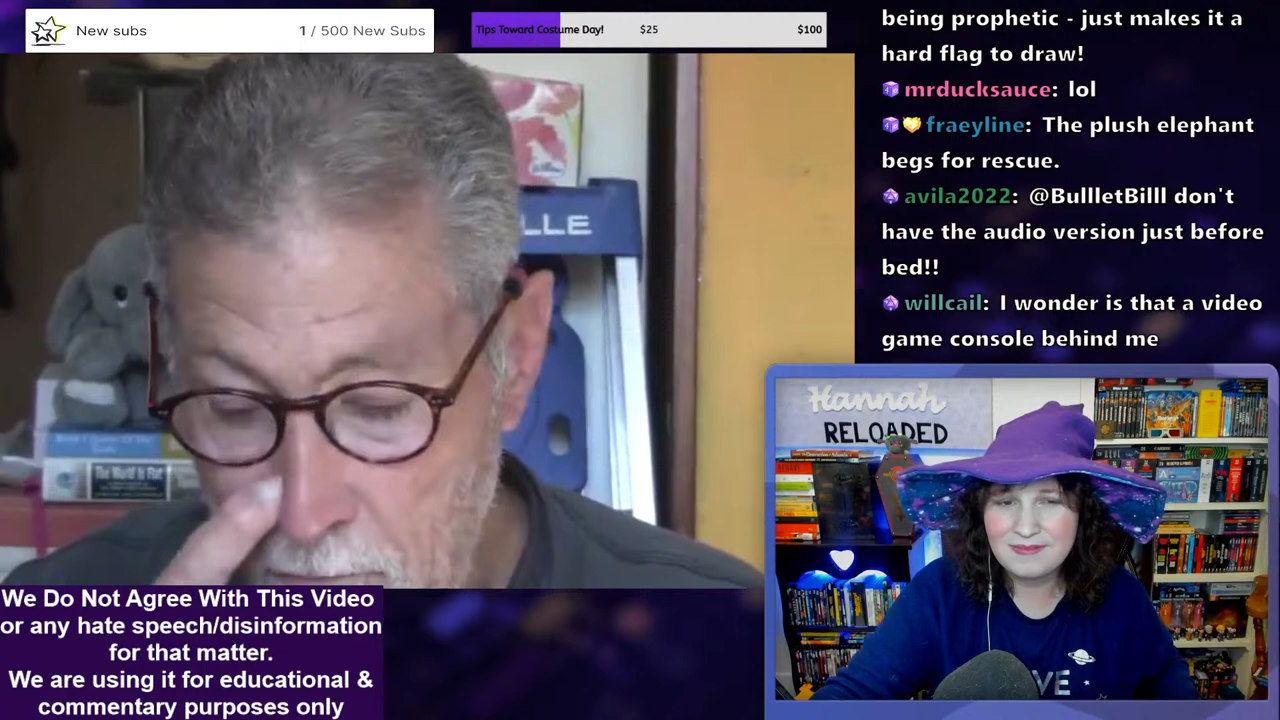 New subs
1 / 500 New Subs
Tips Toward Costume Day!
$25
$100
being prophetic - just makes it a
hard flag to draw!
mrducksauce: lol
fraeyline: The plush elephant
begs for rescue.
avila2022: @BullletBilll don't
have the audio version just before
bed!!
willcail: I wonder is that a video
game console behind me
LLE
The World Is Flat
Hannah
RELOADED
We Do Not Agree With This Video
or any hate speech/disinformation
for that matter.
We are using it for educational &
commentary purposes only